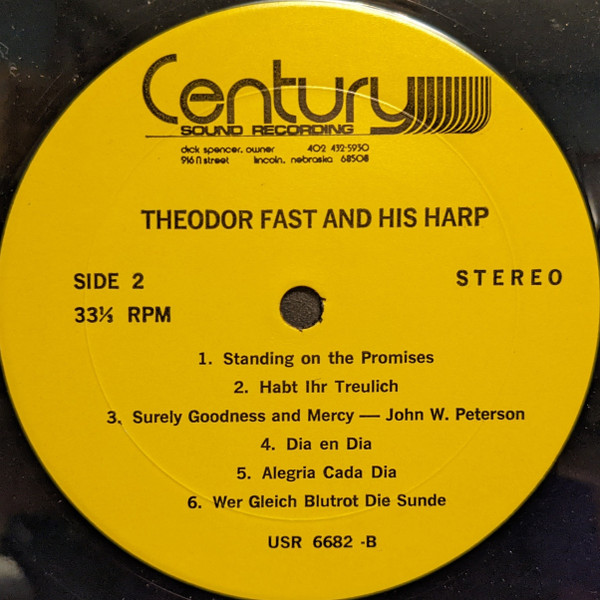 Century
SOUND RECORDING
dick spencer, owner 402 432-5930
916 n street lincoln, nebraska 68508
THEODOR FAST AND HIS HARP
SIDE 2 STEREO
33⅓ RPM
1. Standing on the Promises
2. Habt Ihr Treulich
3. Surely Goodness and Mercy — John W. Peterson
4. Dia en Dia
5. Alegria Cada Dia
6. Wer Gleich Blutrot Die Sunde
USR 6682 -B